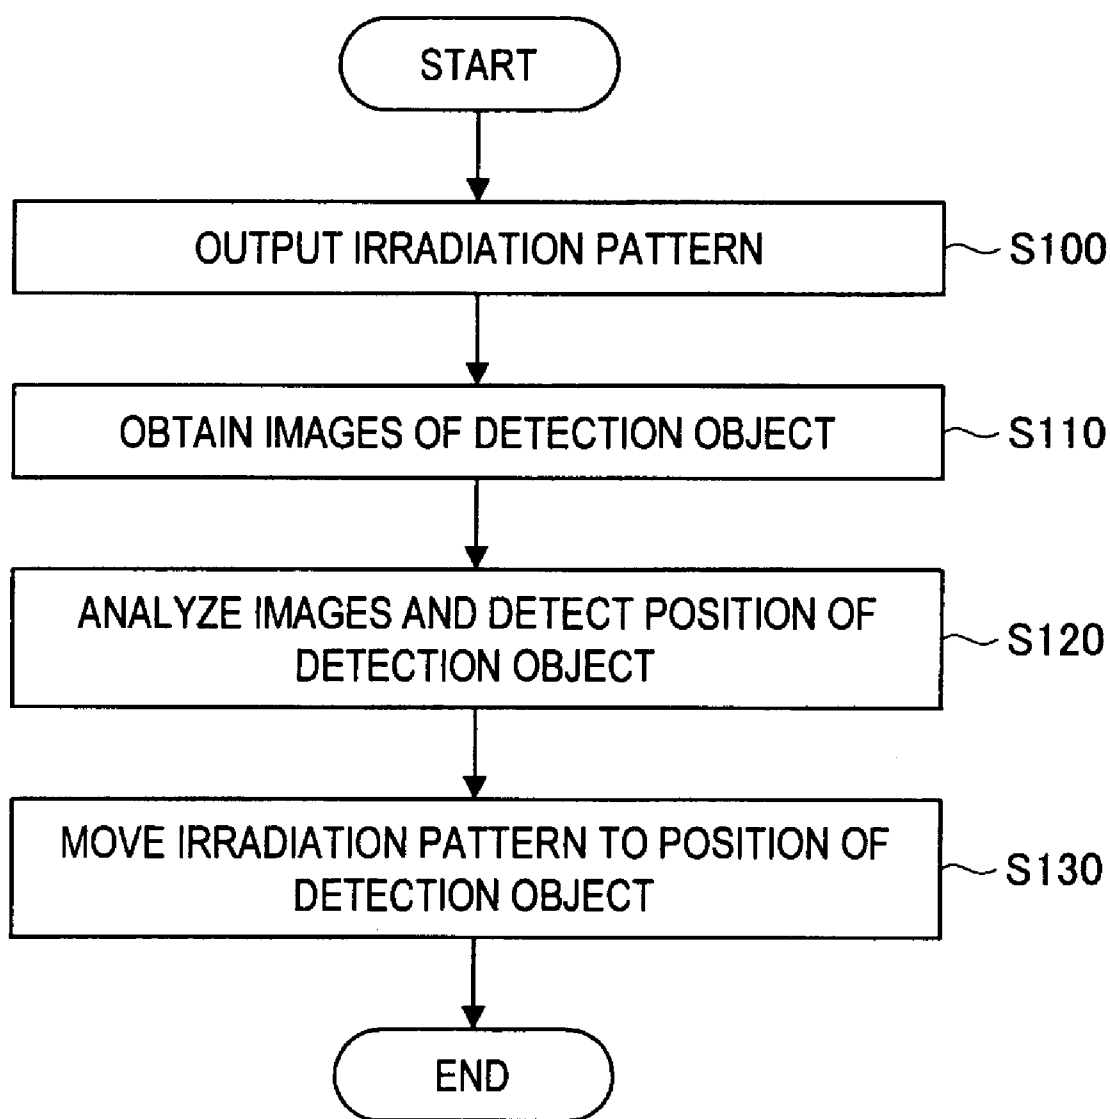 START
OUTPUT IRRADIATION PATTERN
S100
OBTAIN IMAGES OF DETECTION OBJECT
S110
ANALYZE IMAGES AND DETECT POSITION OF
DETECTION OBJECT
S120
MOVE IRRADIATION PATTERN TO POSITION OF
DETECTION OBJECT
S130
END